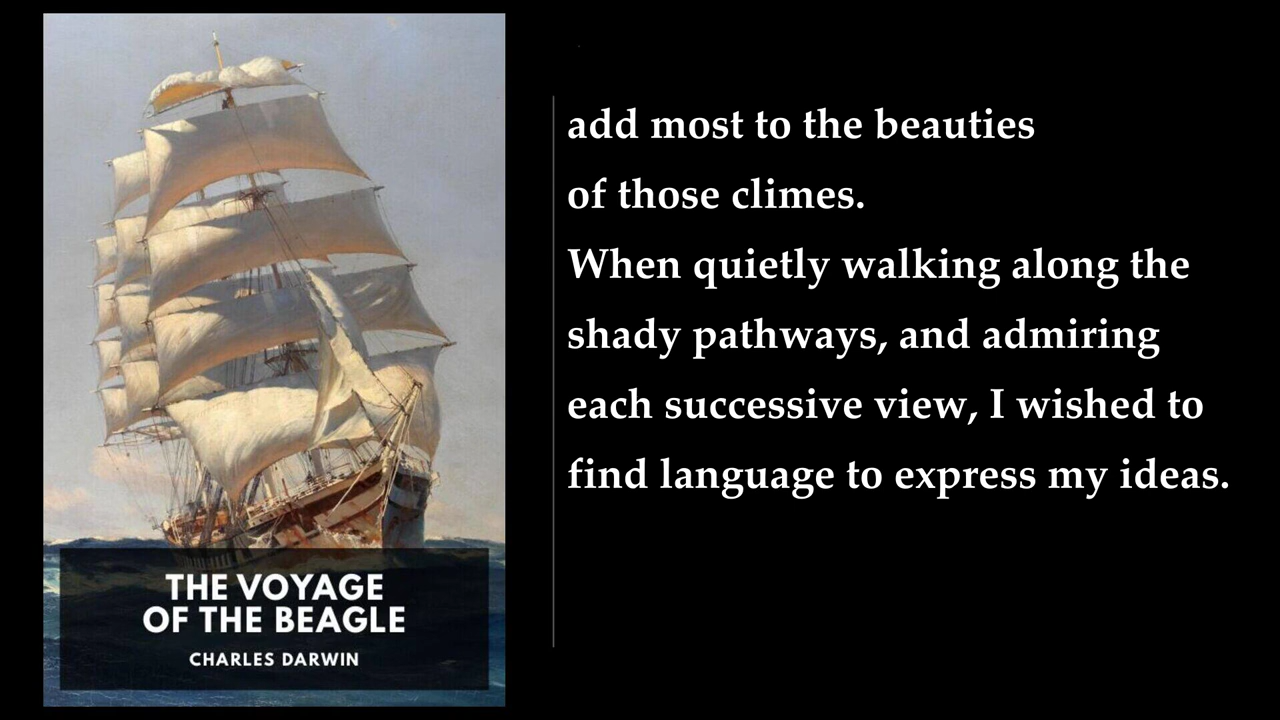 THE VOYAGE
OF THE BEAGLE
CHARLES DARWIN
add most to the beauties
of those climes.
When quietly walking along the
shady pathways, and admiring
each successive view, I wished to
find language to express my ideas.